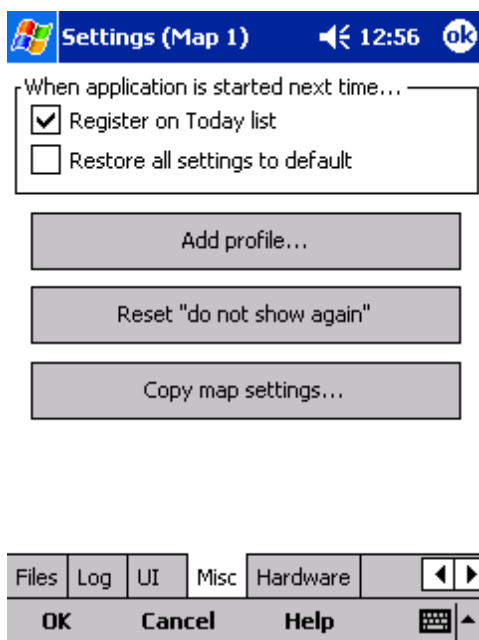 Settings (Map 1) 12:56 ok
When application is started next time...
Register on Today list
Restore all settings to default
Add profile...
Reset "do not show again"
Copy map settings...
Files Log UI Misc Hardware
OK Cancel Help